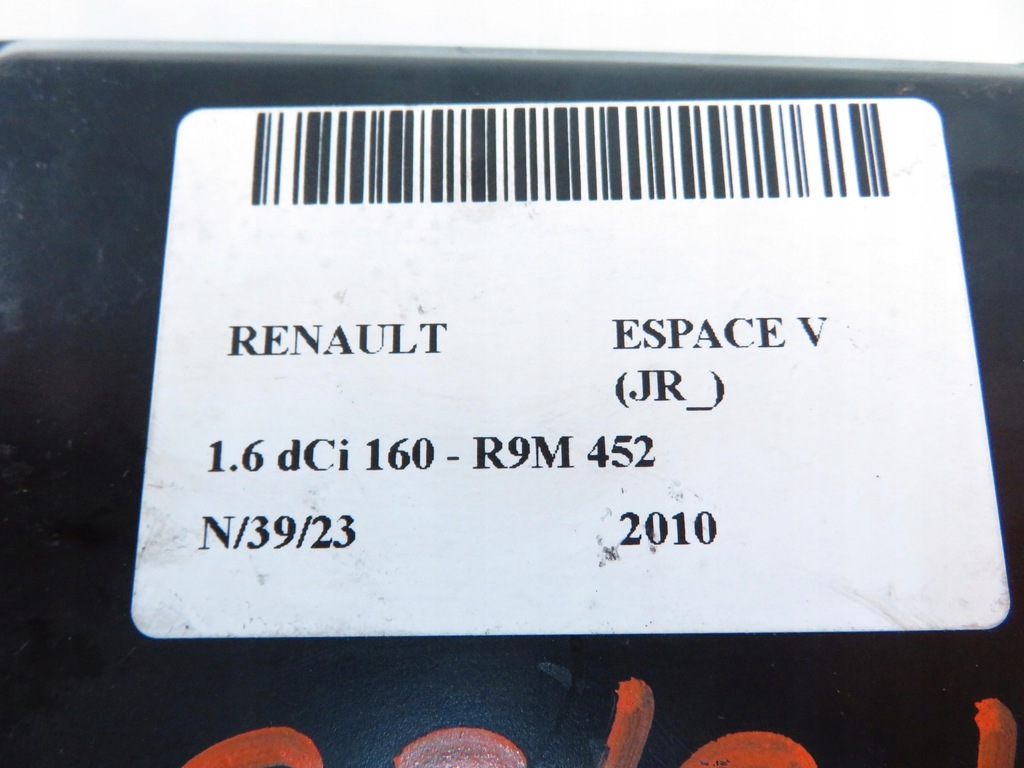 RENAULT ESPACE V
(JR_)
1.6 dCi 160 - R9M 452
N/39/23 2010